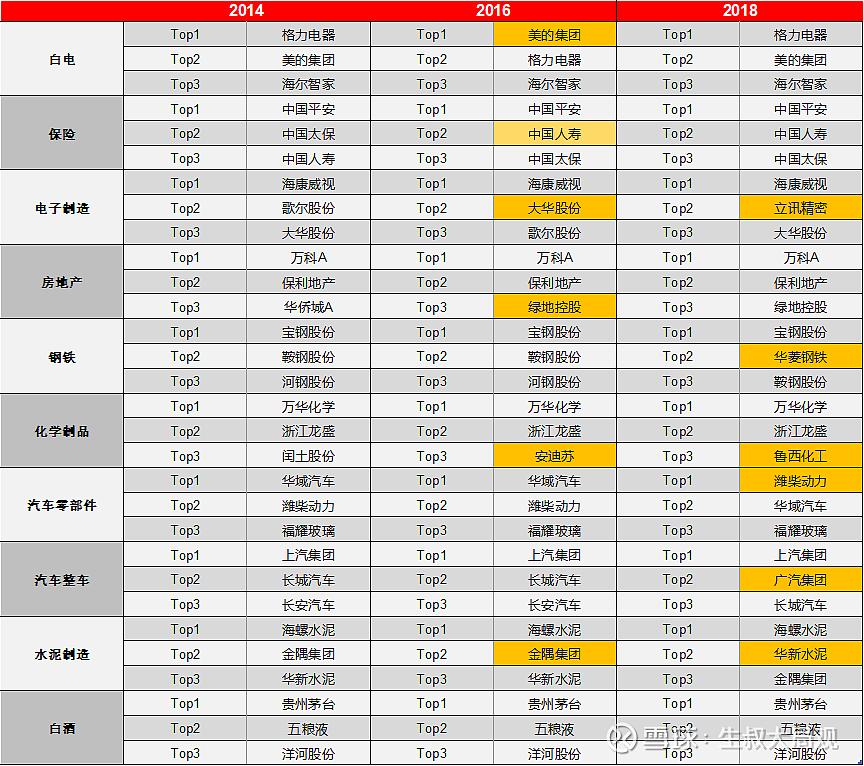 2014 2016 2018
Top1 格力电器 Top1 美的集团 Top1 格力电器
白电 Top2 美的集团 Top2 格力电器 Top2 美的集团
Top3 海尔智家 Top3 海尔智家 Top3 海尔智家
Top1 中国平安 Top1 中国平安 Top1 中国平安
保险 Top2 中国太保 Top2 中国人寿 Top2 中国人寿
Top3 中国人寿 Top3 中国太保 Top3 中国太保
Top1 海康威视 Top1 海康威视 Top1 海康威视
电子制造 Top2 歌尔股份 Top2 大华股份 Top2 立讯精密
Top3 大华股份 Top3 歌尔股份 Top3 大华股份
Top1 万科A Top1 万科A Top1 万科A
房地产 Top2 保利地产 Top2 保利地产 Top2 保利地产
Top3 华侨城A Top3 绿地控股 Top3 绿地控股
Top1 宝钢股份 Top1 宝钢股份 Top1 宝钢股份
钢铁 Top2 鞍钢股份 Top2 鞍钢股份 Top2 华菱钢铁
Top3 河钢股份 Top3 河钢股份 Top3 鞍钢股份
Top1 万华化学 Top1 万华化学 Top1 万华化学
化学制品 Top2 浙江龙盛 Top2 浙江龙盛 Top2 浙江龙盛
Top3 闰土股份 Top3 安迪苏 Top3 鲁西化工
Top1 华域汽车 Top1 华域汽车 Top1 潍柴动力
汽车零部件 Top2 潍柴动力 Top2 潍柴动力 Top2 华域汽车
Top3 福耀玻璃 Top3 福耀玻璃 Top3 福耀玻璃
Top1 上汽集团 Top1 上汽集团 Top1 上汽集团
汽车整车 Top2 长城汽车 Top2 长城汽车 Top2 广汽集团
Top3 长安汽车 Top3 长安汽车 Top3 长城汽车
Top1 海螺水泥 Top1 海螺水泥 Top1 海螺水泥
水泥制造 Top2 金隅集团 Top2 金隅集团 Top2 华新水泥
Top3 华新水泥 Top3 华新水泥 Top3 金隅集团
Top1 贵州茅台 Top1 贵州茅台 Top1 贵州茅台
白酒 Top2 五粮液 Top2 五粮液 Top2 五粮液
Top3 洋河股份 Top3 洋河股份 Top3 洋河股份
雪球：生叔大局观